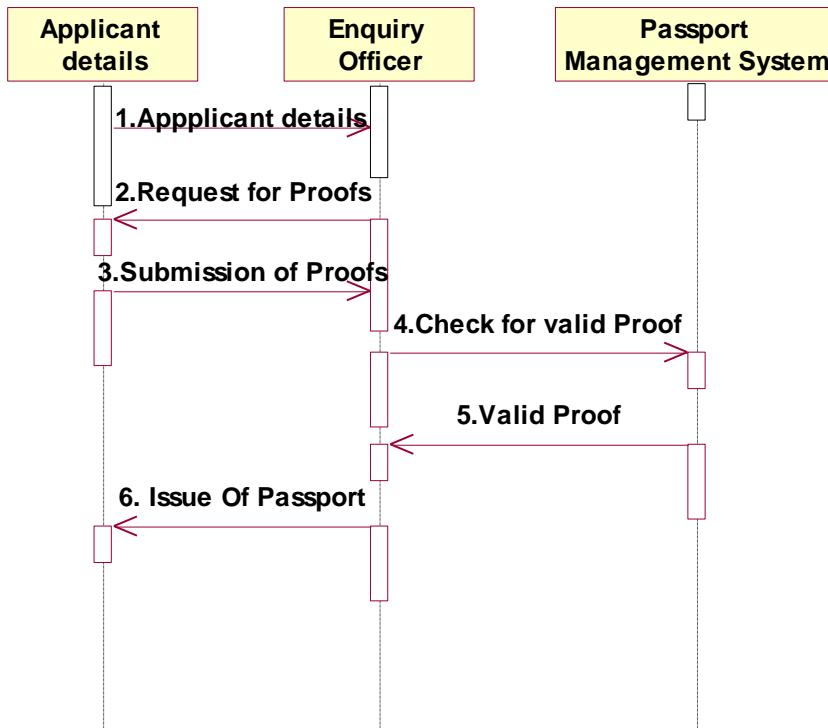 Applicant
details
Enquiry
Officer
Passport
Management System
1.Appplicant details
2.Request for Proofs
3.Submission of Proofs
4.Check for valid Proof
5.Valid Proof
6. Issue Of Passport